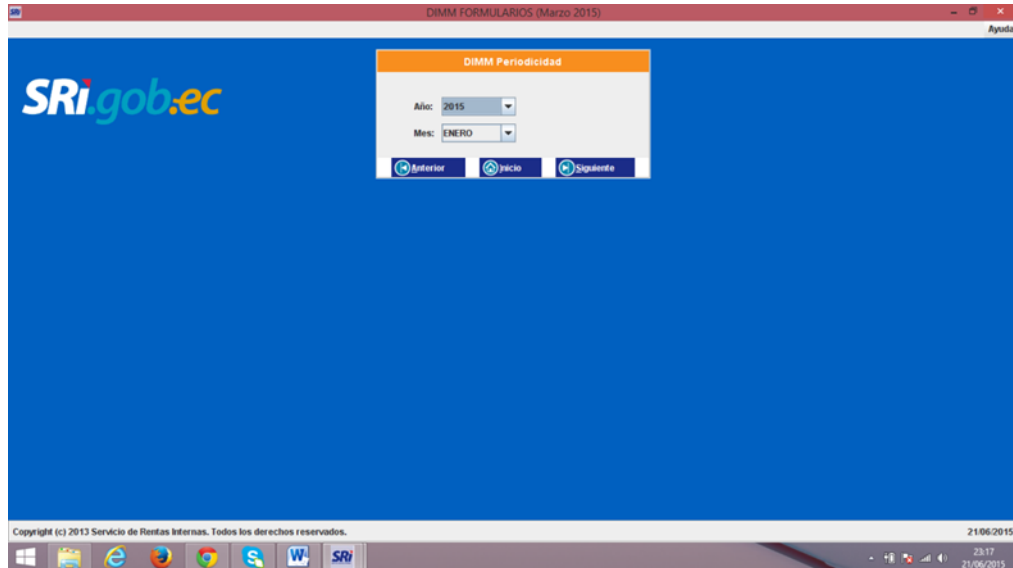 SRi
DIMM FORMULARIOS (Marzo 2015)
Ayuda
SRi.gob.ec
DIMM Periodicidad
Año: 2015
Mes: ENERO
Anterior Inicio Siguiente
Copyright (c) 2013 Servicio de Rentas Internas. Todos los derechos reservados. 21/06/2015
SRi
23:17
21/06/2015